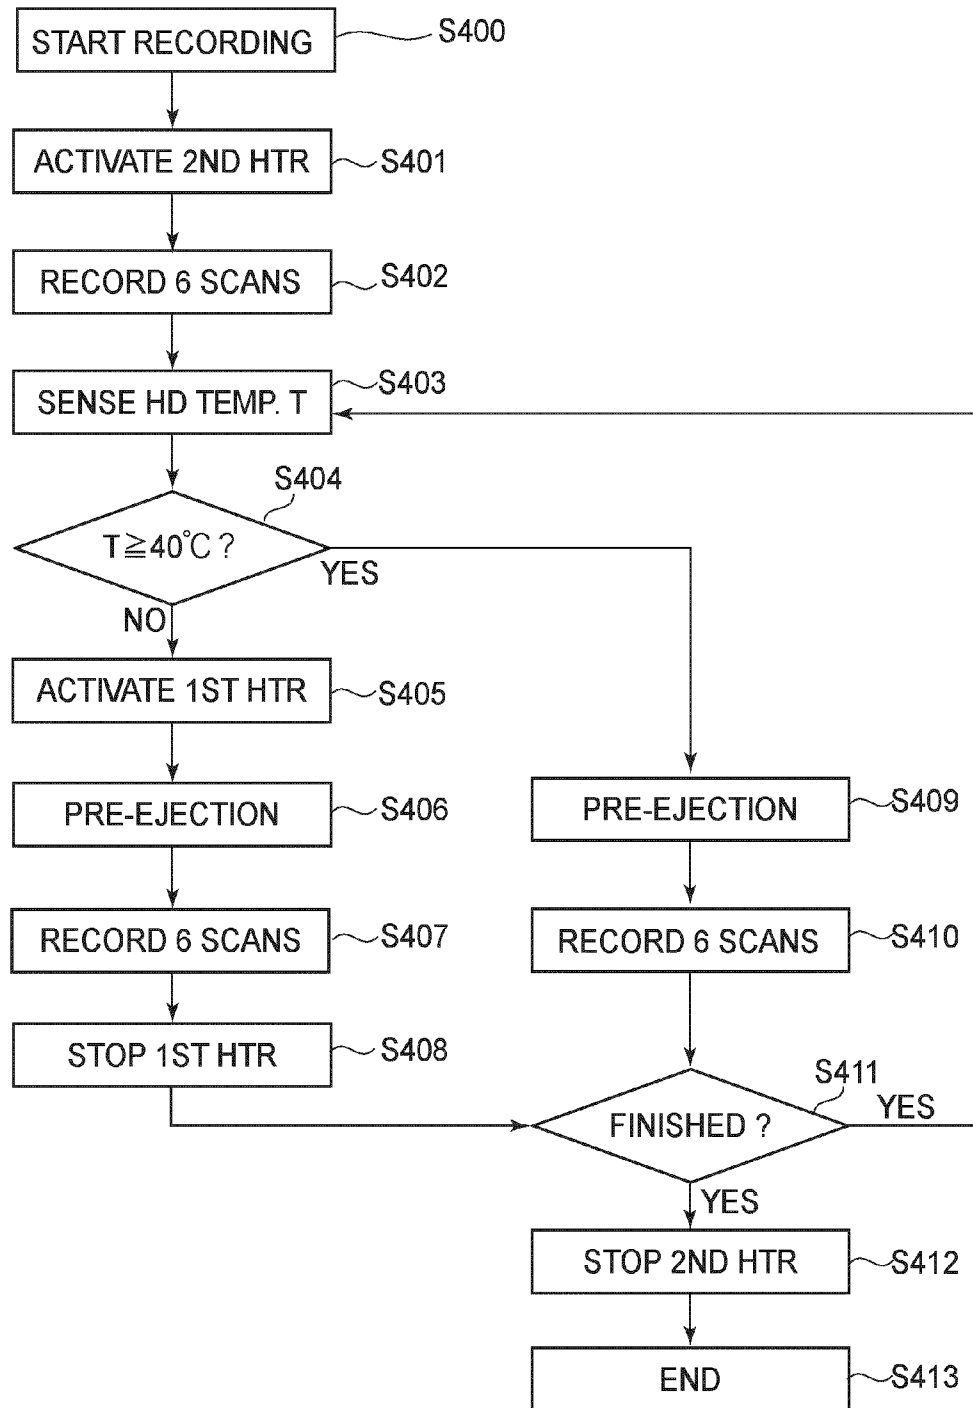 START RECORDING
S400
ACTIVATE 2ND HTR
S401
RECORD 6 SCANS
S402
SENSE HD TEMP. T
S403
S404
T≧40℃ ?
YES
NO
ACTIVATE 1ST HTR
S405
PRE-EJECTION
S406
PRE-EJECTION
S409
RECORD 6 SCANS
S407
RECORD 6 SCANS
S410
STOP 1ST HTR
S408
S411
FINISHED ?
YES
YES
STOP 2ND HTR
S412
END
S413